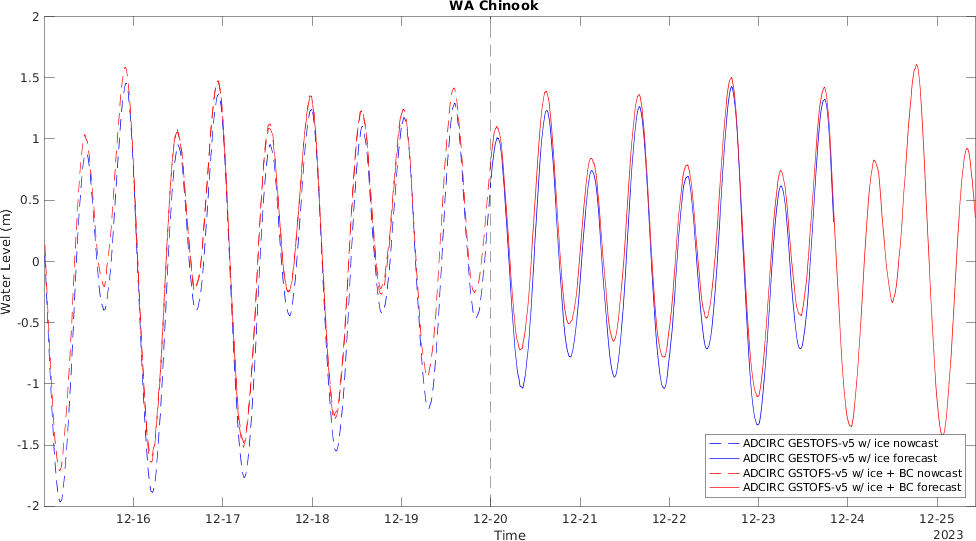 WA Chinook
2
1.5
1
0.5
0
-0.5
-1
-1.5
-2
Water Level (m)
ADCIRC GESTOFS-v5 w/ ice nowcast
ADCIRC GESTOFS-v5 w/ ice forecast
ADCIRC GSTOFS-v5 w/ ice + BC nowcast
ADCIRC GSTOFS-v5 w/ ice + BC forecast
12-16 12-17 12-18 12-19 12-20 12-21 12-22 12-23 12-24 12-25
Time
2023